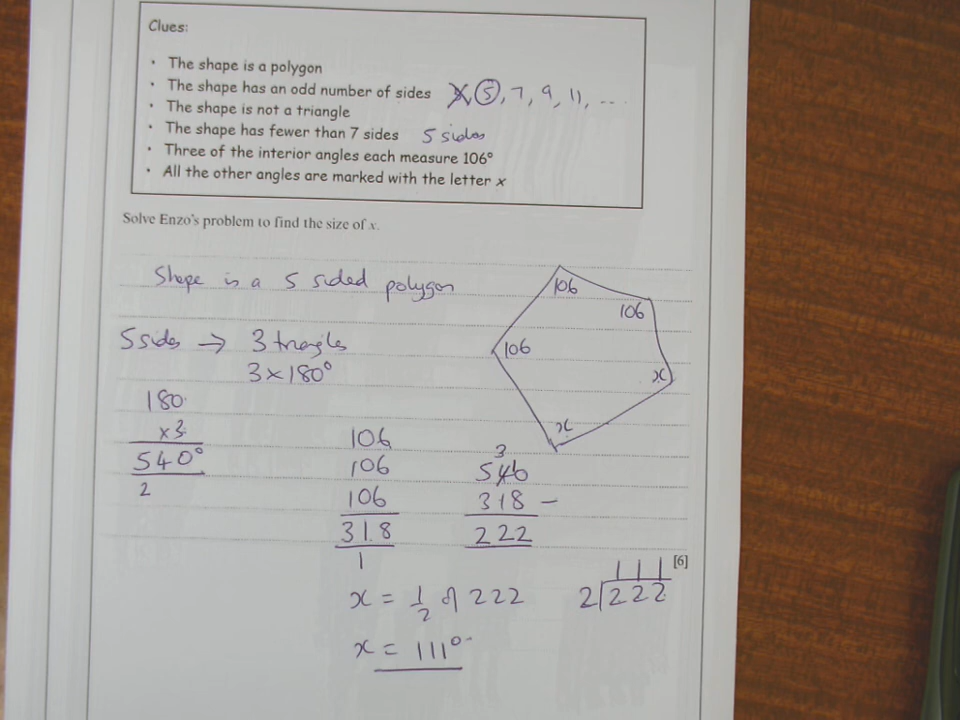 Clues:
• The shape is a polygon
• The shape has an odd number of sides 3, 5, 7, 9, 11, ...
• The shape is not a triangle
• The shape has fewer than 7 sides 5 sides
• Three of the interior angles each measure 106°
• All the other angles are marked with the letter x
Solve Enzo's problem to find the size of x.
Shape is a 5 sided polygon
106
106
106
x
x
5 sides → 3 triangles
3 × 180°
180
×3
540°
2
106
106
106
318
1
3
540
318 –
222
[6]
x = 1/2 of 222
111
2)222
x = 111°